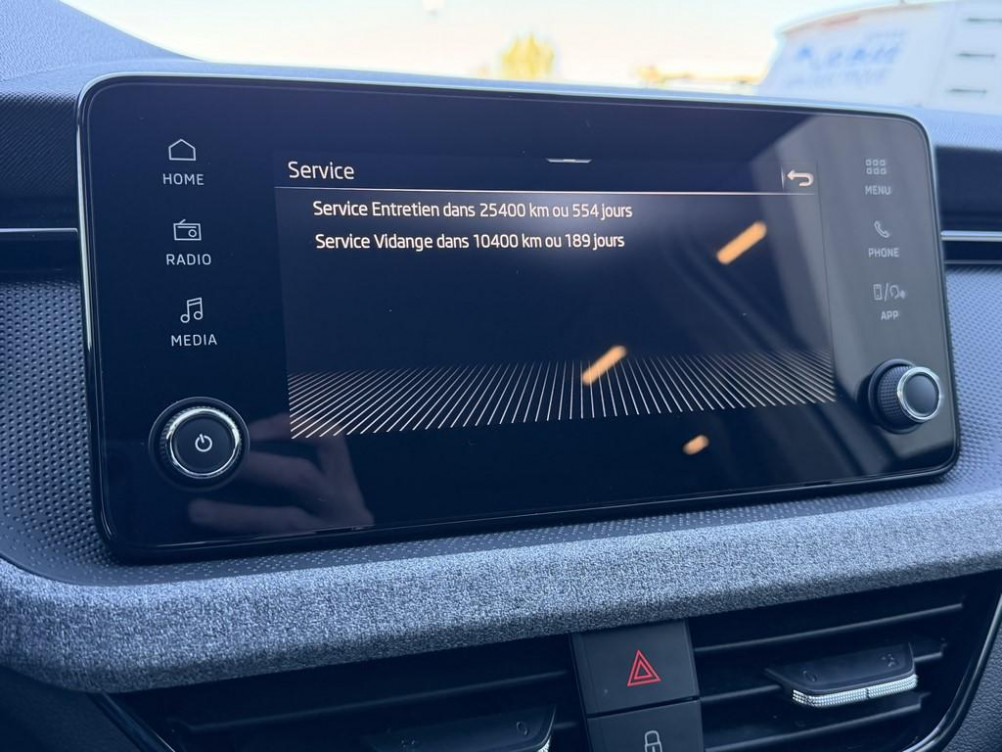 Service
Service Entretien dans 25400 km ou 554 jours
Service Vidange dans 10400 km ou 189 jours
HOME
RADIO
MEDIA
MENU
PHONE
APP